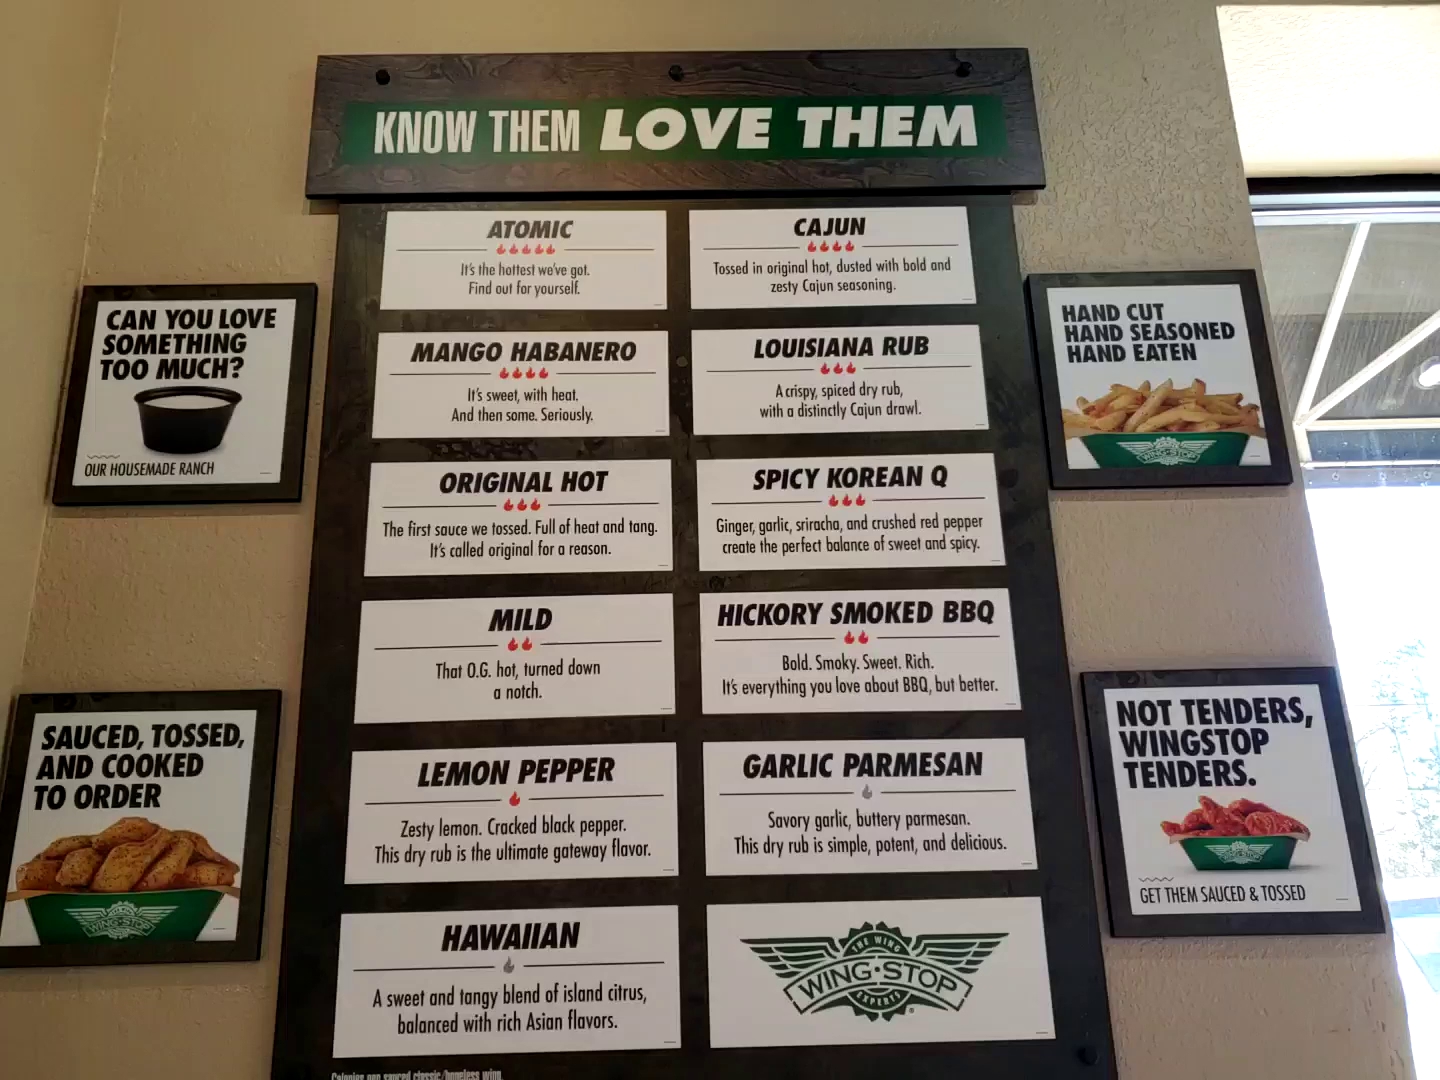 KNOW THEM LOVE THEM
ATOMIC
It's the hottest we've got.
Find out for yourself.
CAJUN
Tossed in original hot, dusted with bold and
zesty Cajun seasoning.
MANGO HABANERO
It's sweet, with heat.
And then some. Seriously.
LOUISIANA RUB
A crispy, spiced dry rub,
with a distinctly Cajun drawl.
ORIGINAL HOT
The first sauce we tossed. Full of heat and tang.
It's called original for a reason.
SPICY KOREAN Q
Ginger, garlic, sriracha, and crushed red pepper
create the perfect balance of sweet and spicy.
MILD
That O.G. hot, turned down
a notch.
HICKORY SMOKED BBQ
Bold. Smoky. Sweet. Rich.
It's everything you love about BBQ, but better.
LEMON PEPPER
Zesty lemon. Cracked black pepper.
This dry rub is the ultimate gateway flavor.
GARLIC PARMESAN
Savory garlic, buttery parmesan.
This dry rub is simple, potent, and delicious.
HAWAIIAN
A sweet and tangy blend of island citrus,
balanced with rich Asian flavors.
THE WING
WING·STOP
EXPERTS
CAN YOU LOVE
SOMETHING
TOO MUCH?
OUR HOUSEMADE RANCH
SAUCED, TOSSED,
AND COOKED
TO ORDER
WING·STOP
HAND CUT
HAND SEASONED
HAND EATEN
WING·STOP
NOT TENDERS,
WINGSTOP
TENDERS.
WING·STOP
GET THEM SAUCED & TOSSED